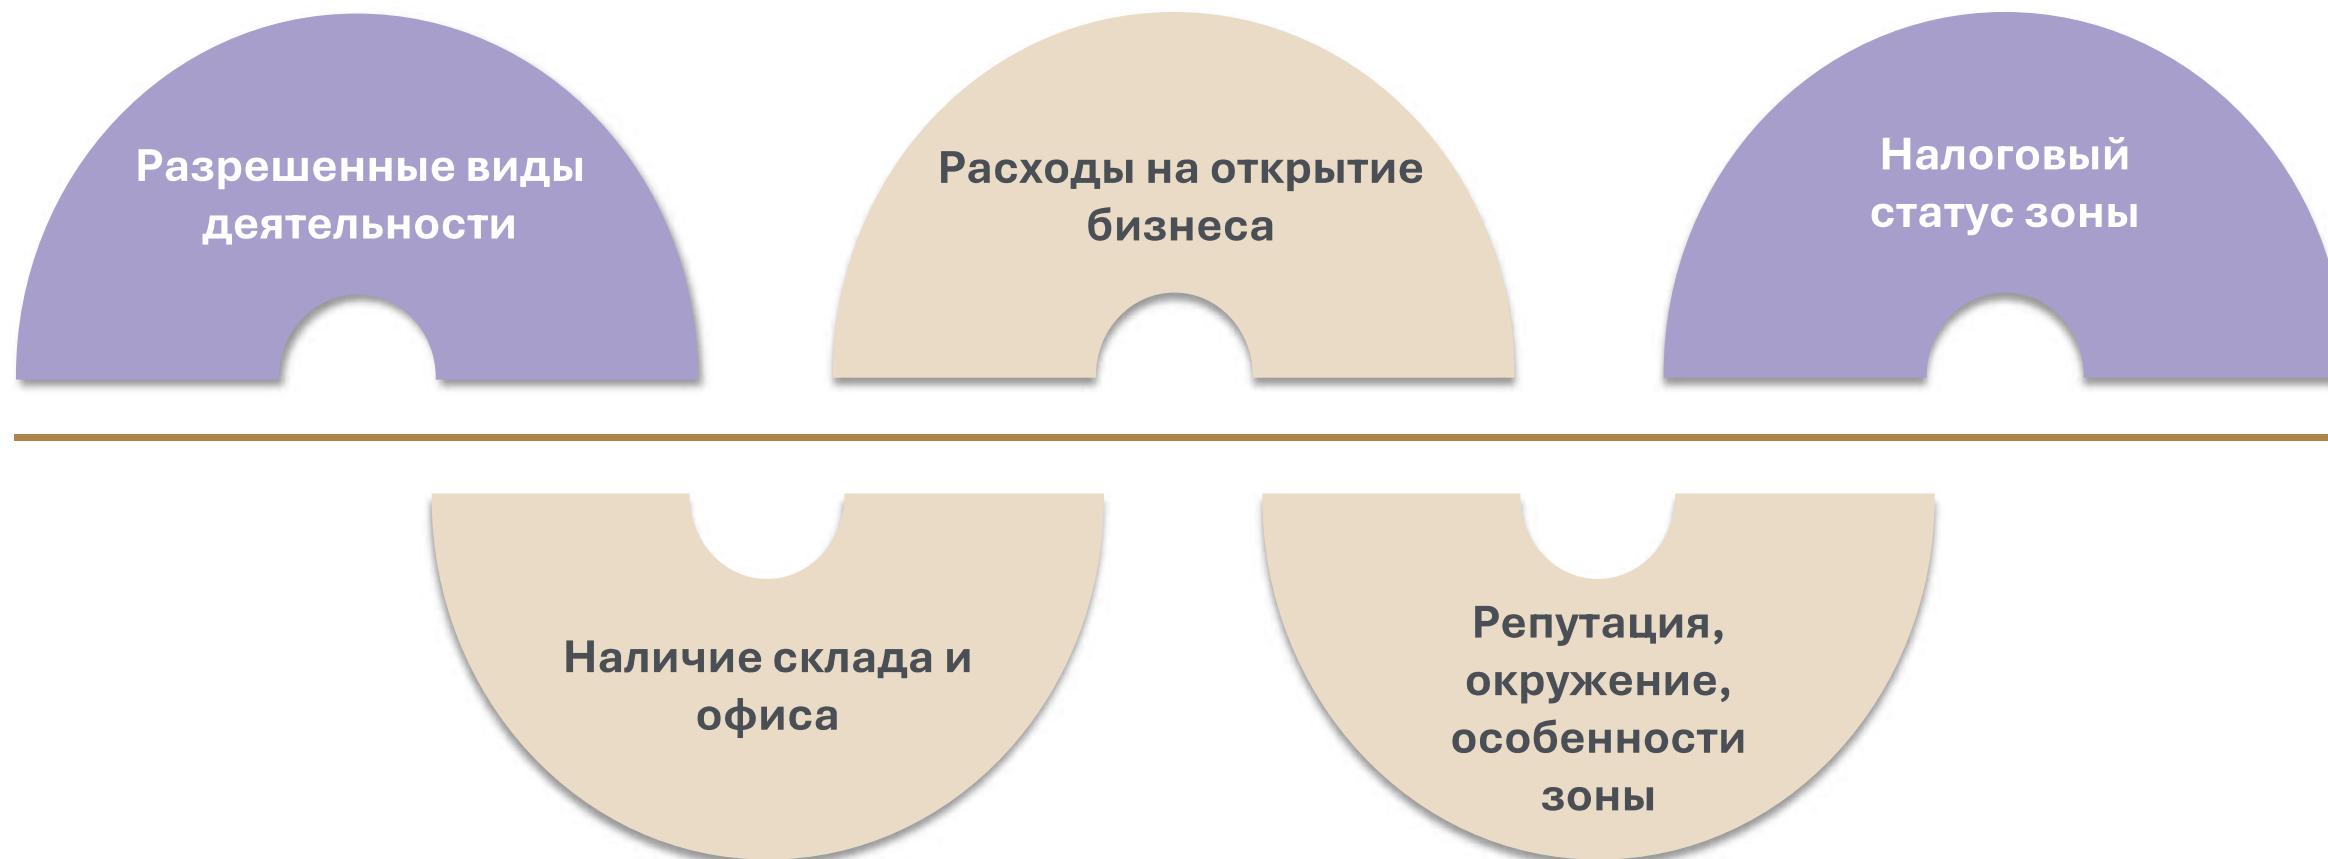 Разрешенные виды
деятельности
Расходы на открытие
бизнеса
Налоговый
статус зоны
Наличие склада и
офиса
Репутация,
окружение,
особенности
зоны